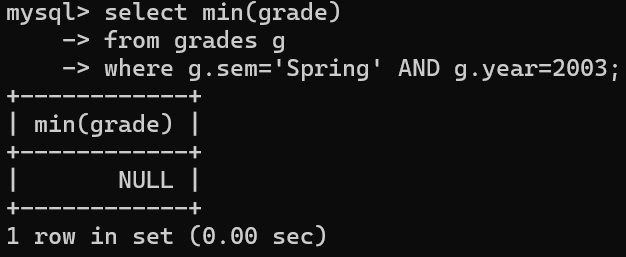 mysql> select min(grade)
    -> from grades g
    -> where g.sem='Spring' AND g.year=2003;
+------------+
| min(grade) |
+------------+
|       NULL |
+------------+
1 row in set (0.00 sec)